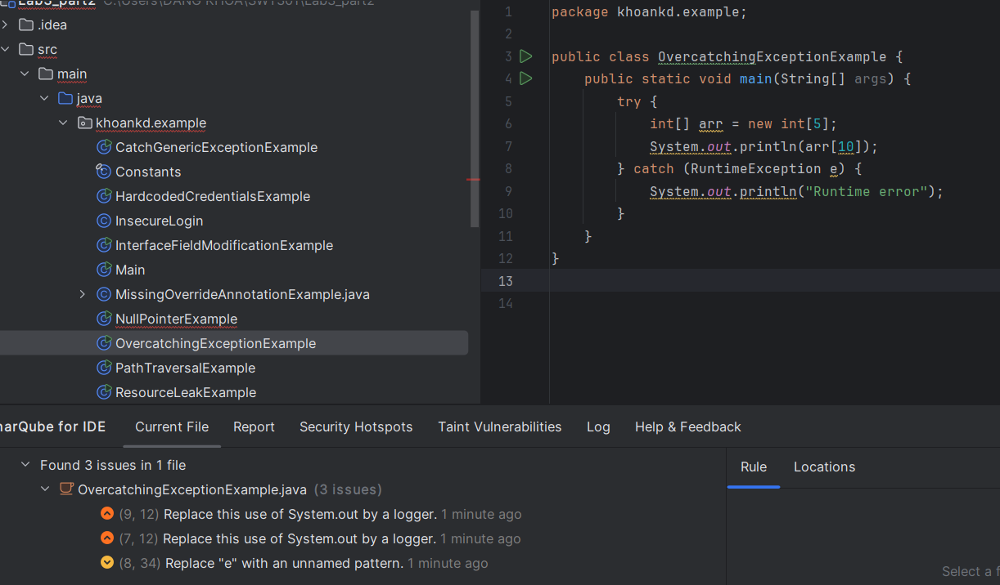 Lab3_part2 C:\Users\DANG KHOA\SWT301\Lab3_part2
.idea
src
main
java
khoankd.example
CatchGenericExceptionExample
Constants
HardcodedCredentialsExample
InsecureLogin
InterfaceFieldModificationExample
Main
MissingOverrideAnnotationExample.java
NullPointerExample
OvercatchingExceptionExample
PathTraversalExample
ResourceLeakExample
1 package khoankd.example;
2
3 public class OvercatchingExceptionExample {
4 public static void main(String[] args) {
5 try {
6 int[] arr = new int[5];
7 System.out.println(arr[10]);
8 } catch (RuntimeException e) {
9 System.out.println("Runtime error");
10 }
11 }
12 }
13
14
narQube for IDE Current File Report Security Hotspots Taint Vulnerabilities Log Help & Feedback
Found 3 issues in 1 file
OvercatchingExceptionExample.java (3 issues)
(9, 12) Replace this use of System.out by a logger. 1 minute ago
(7, 12) Replace this use of System.out by a logger. 1 minute ago
(8, 34) Replace "e" with an unnamed pattern. 1 minute ago
Rule Locations
Select a f